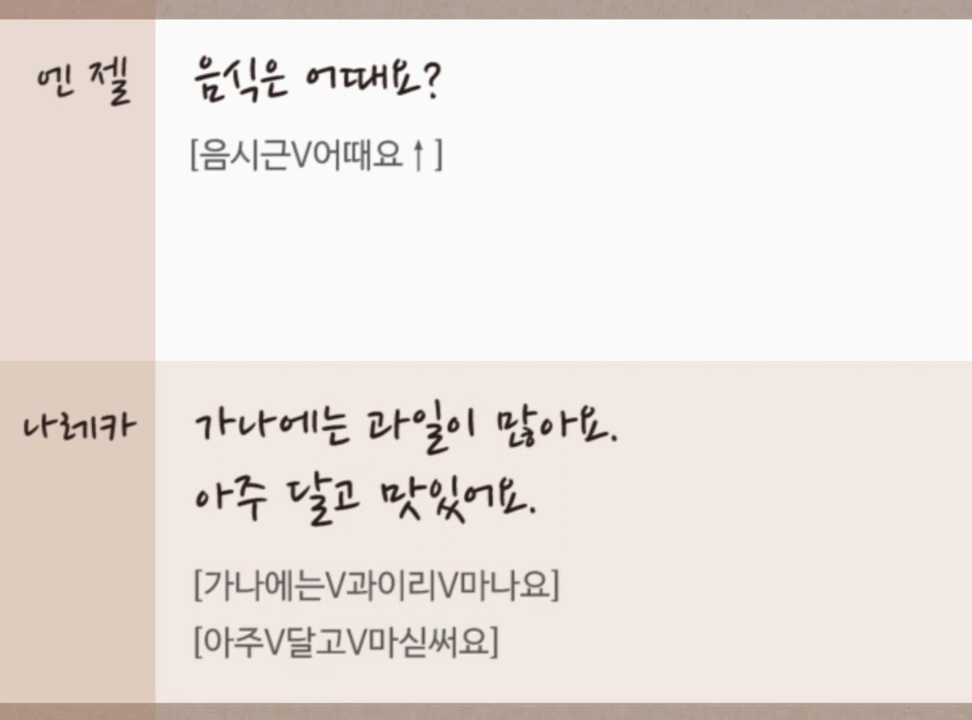 엔젤
음식은 어때요?
[음시근V어때요↑]
나레카
가나에는 과일이 많아요.
아주 달고 맛있어요.
[가나에는V과이리V마나요]
[아주V달고V마싣써요]